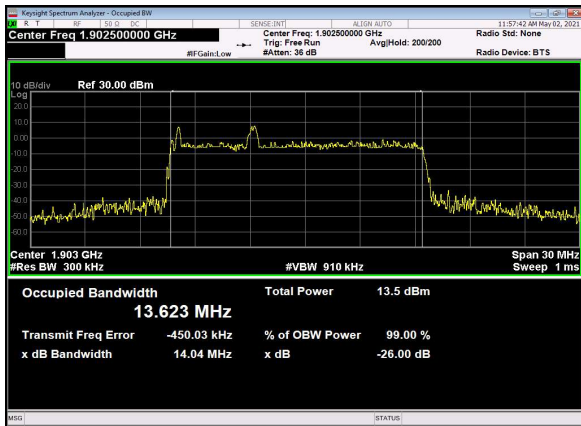 Keysight Spectrum Analyzer - Occupied BW
R T RF 50 Ω DC SENSE:INT ALIGN AUTO 11:57:42 AM May 02, 2021
Center Freq 1.902500000 GHz Center Freq: 1.902500000 GHz Radio Std: None
Trig: Free Run Avg|Hold: 200/200
#IFGain:Low #Atten: 36 dB Radio Device: BTS
10 dB/div Ref 30.00 dBm
Log
20.0
10.0
0.00
-10.0
-20.0
-30.0
-40.0
-50.0
-60.0
Center 1.903 GHz Span 30 MHz
#Res BW 300 kHz #VBW 910 kHz Sweep 1 ms
Occupied Bandwidth Total Power 13.5 dBm
13.623 MHz
Transmit Freq Error -450.03 kHz % of OBW Power 99.00 %
x dB Bandwidth 14.04 MHz x dB -26.00 dB
MSG STATUS